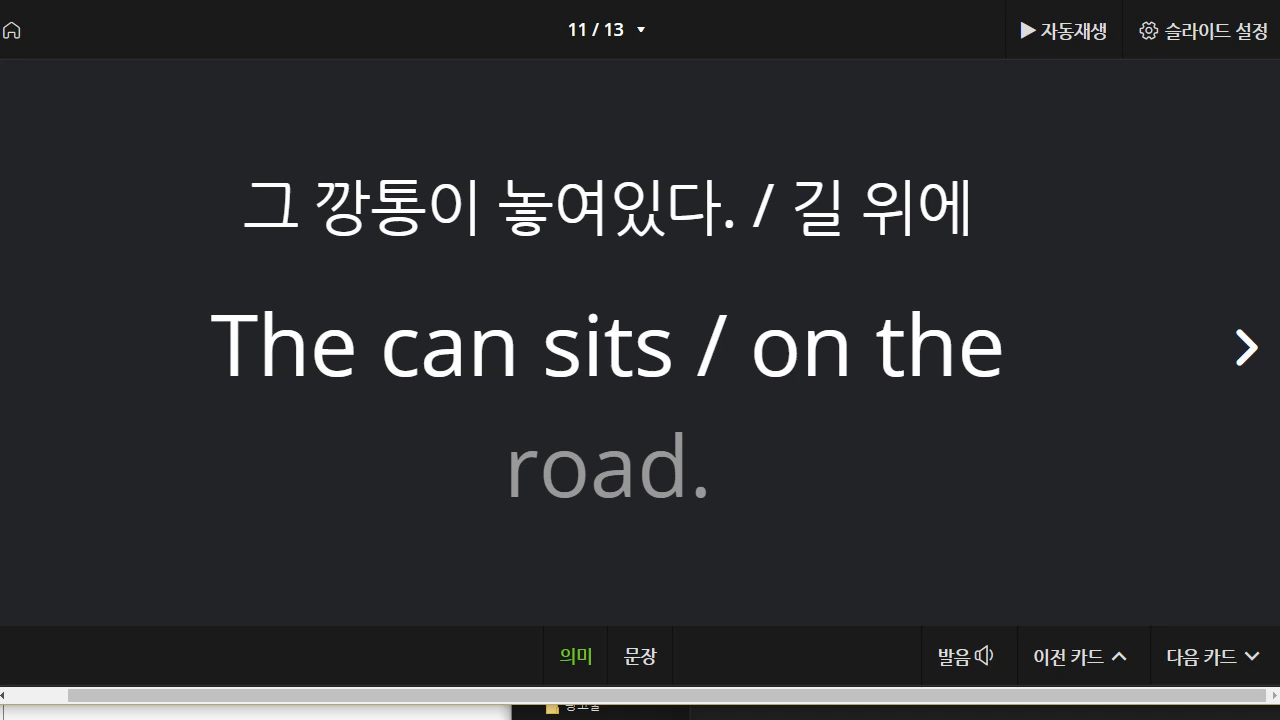 11 / 13
자동재생
슬라이드 설정
그 깡통이 놓여있다. / 길 위에
The can sits / on the
road.
의미
문장
발음
이전 카드
다음 카드